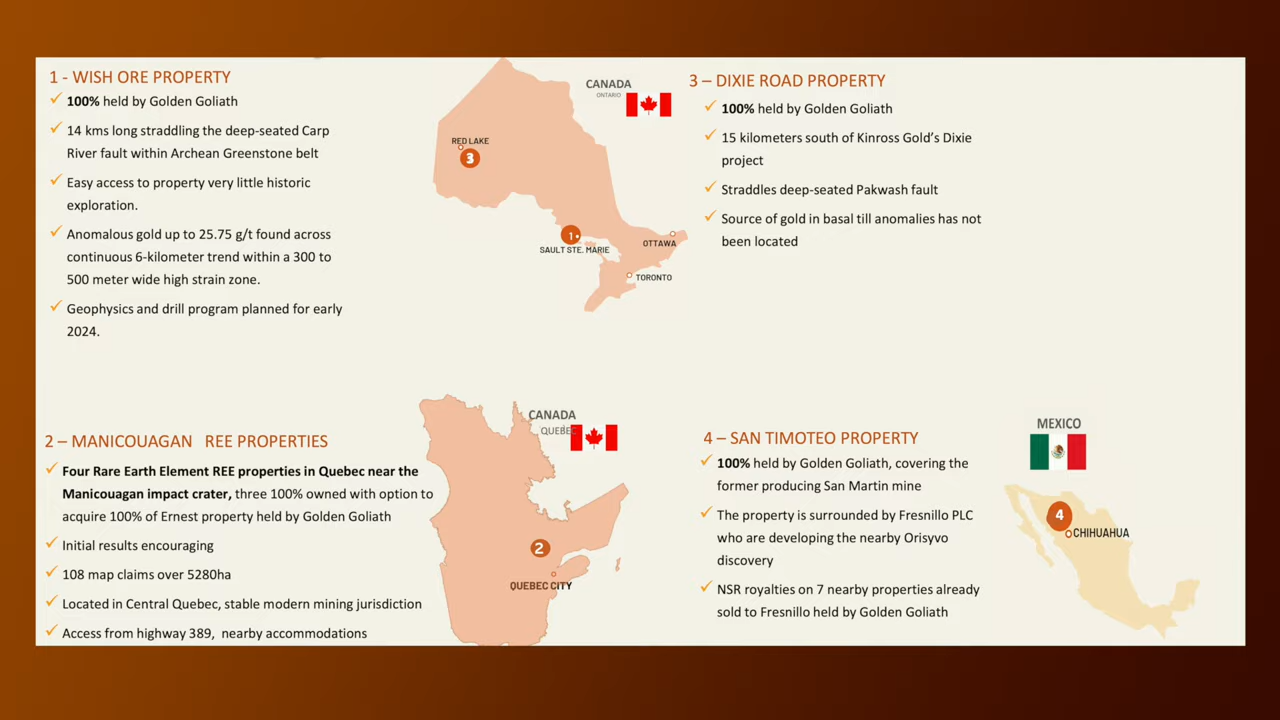 1 - WISH ORE PROPERTY
100% held by Golden Goliath
14 kms long straddling the deep-seated Carp
River fault within Archean Greenstone belt
Easy access to property very little historic
exploration.
Anomalous gold up to 25.75 g/t found across
continuous 6-kilometer trend within a 300 to
500 meter wide high strain zone.
Geophysics and drill program planned for early
2024.
CANADA
ONTARIO
RED LAKE
3
1
SAULT STE. MARIE
OTTAWA
TORONTO
3 – DIXIE ROAD PROPERTY
100% held by Golden Goliath
15 kilometers south of Kinross Gold's Dixie
project
Straddles deep-seated Pakwash fault
Source of gold in basal till anomalies has not
been located
2 – MANICOUAGAN REE PROPERTIES
Four Rare Earth Element REE properties in Quebec near the
Manicouagan impact crater, three 100% owned with option to
acquire 100% of Ernest property held by Golden Goliath
Initial results encouraging
108 map claims over 5280ha
Located in Central Quebec, stable modern mining jurisdiction
Access from highway 389, nearby accommodations
CANADA
QUEBEC
2
QUEBEC CITY
4 – SAN TIMOTEO PROPERTY
100% held by Golden Goliath, covering the
former producing San Martin mine
The property is surrounded by Fresnillo PLC
who are developing the nearby Orisyvo
discovery
NSR royalties on 7 nearby properties already
sold to Fresnillo held by Golden Goliath
MEXICO
4
CHIHUAHUA